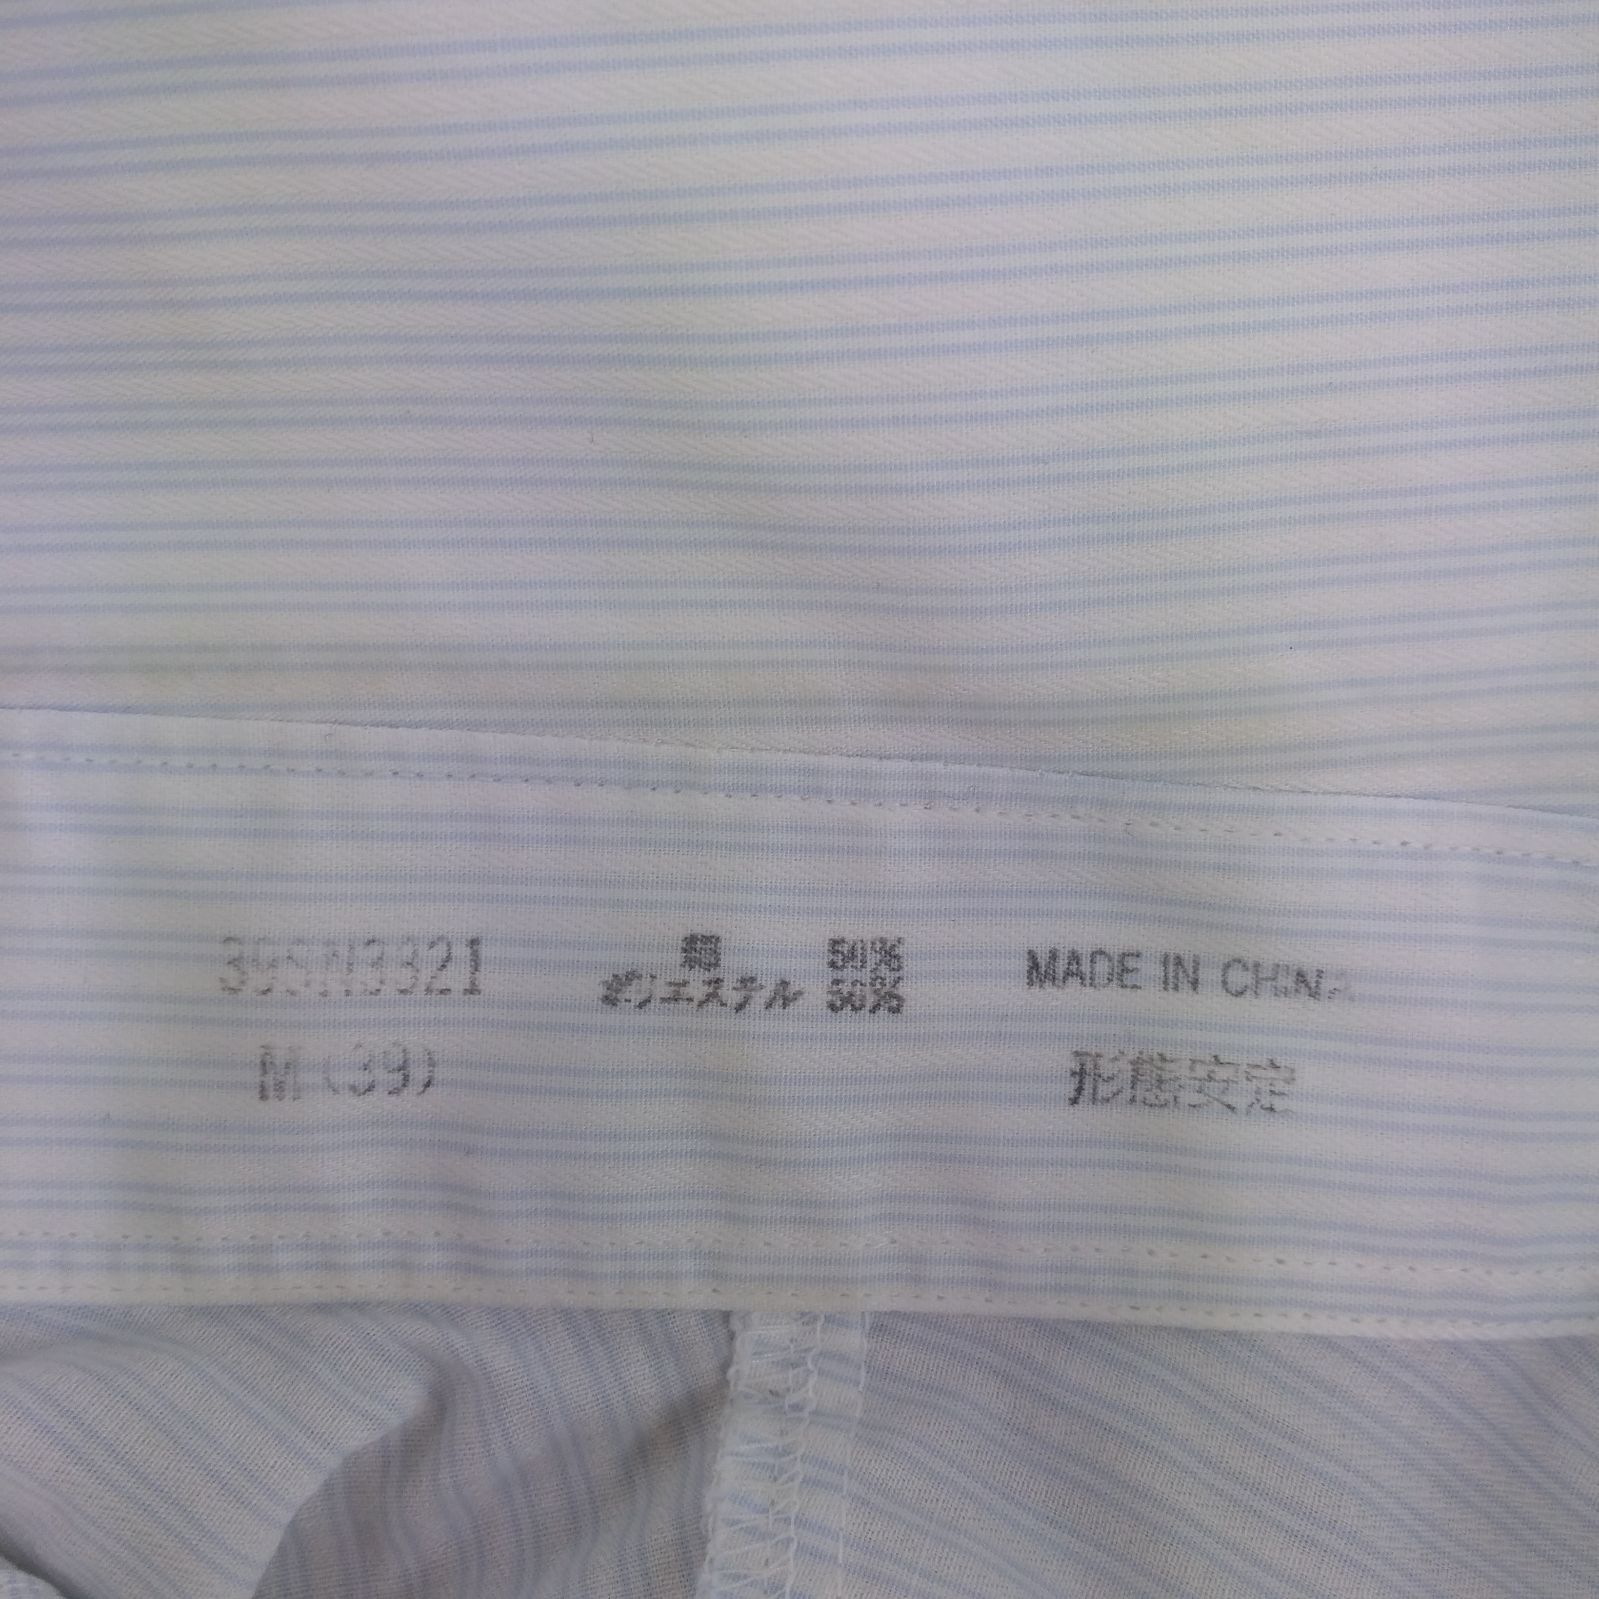 綿 50%
ポリエステル 50%
MADE IN CHINA
M (39)
形態安定